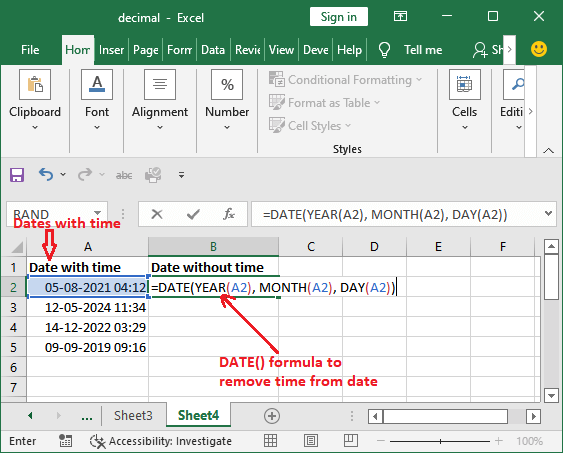 decimal - Excel
Sign in
File Home Inser Page Form Data Revi View Deve Help Tell me Sh
Clipboard
Font
Alignment
%
Number
Conditional Formatting
Format as Table
Cell Styles
Styles
Cells
Editi
RAND
fx
=DATE(YEAR(A2), MONTH(A2), DAY(A2))
Dates with time
A B C D E F
1 Date with time Date without time
2 05-08-2021 04:12 =DATE(YEAR(A2), MONTH(A2), DAY(A2))
3 12-05-2024 11:34
4 14-12-2022 03:29
5 09-09-2019 09:16
6
7
DATE() formula to
remove time from date
... Sheet3 Sheet4
Enter Accessibility: Investigate 100%